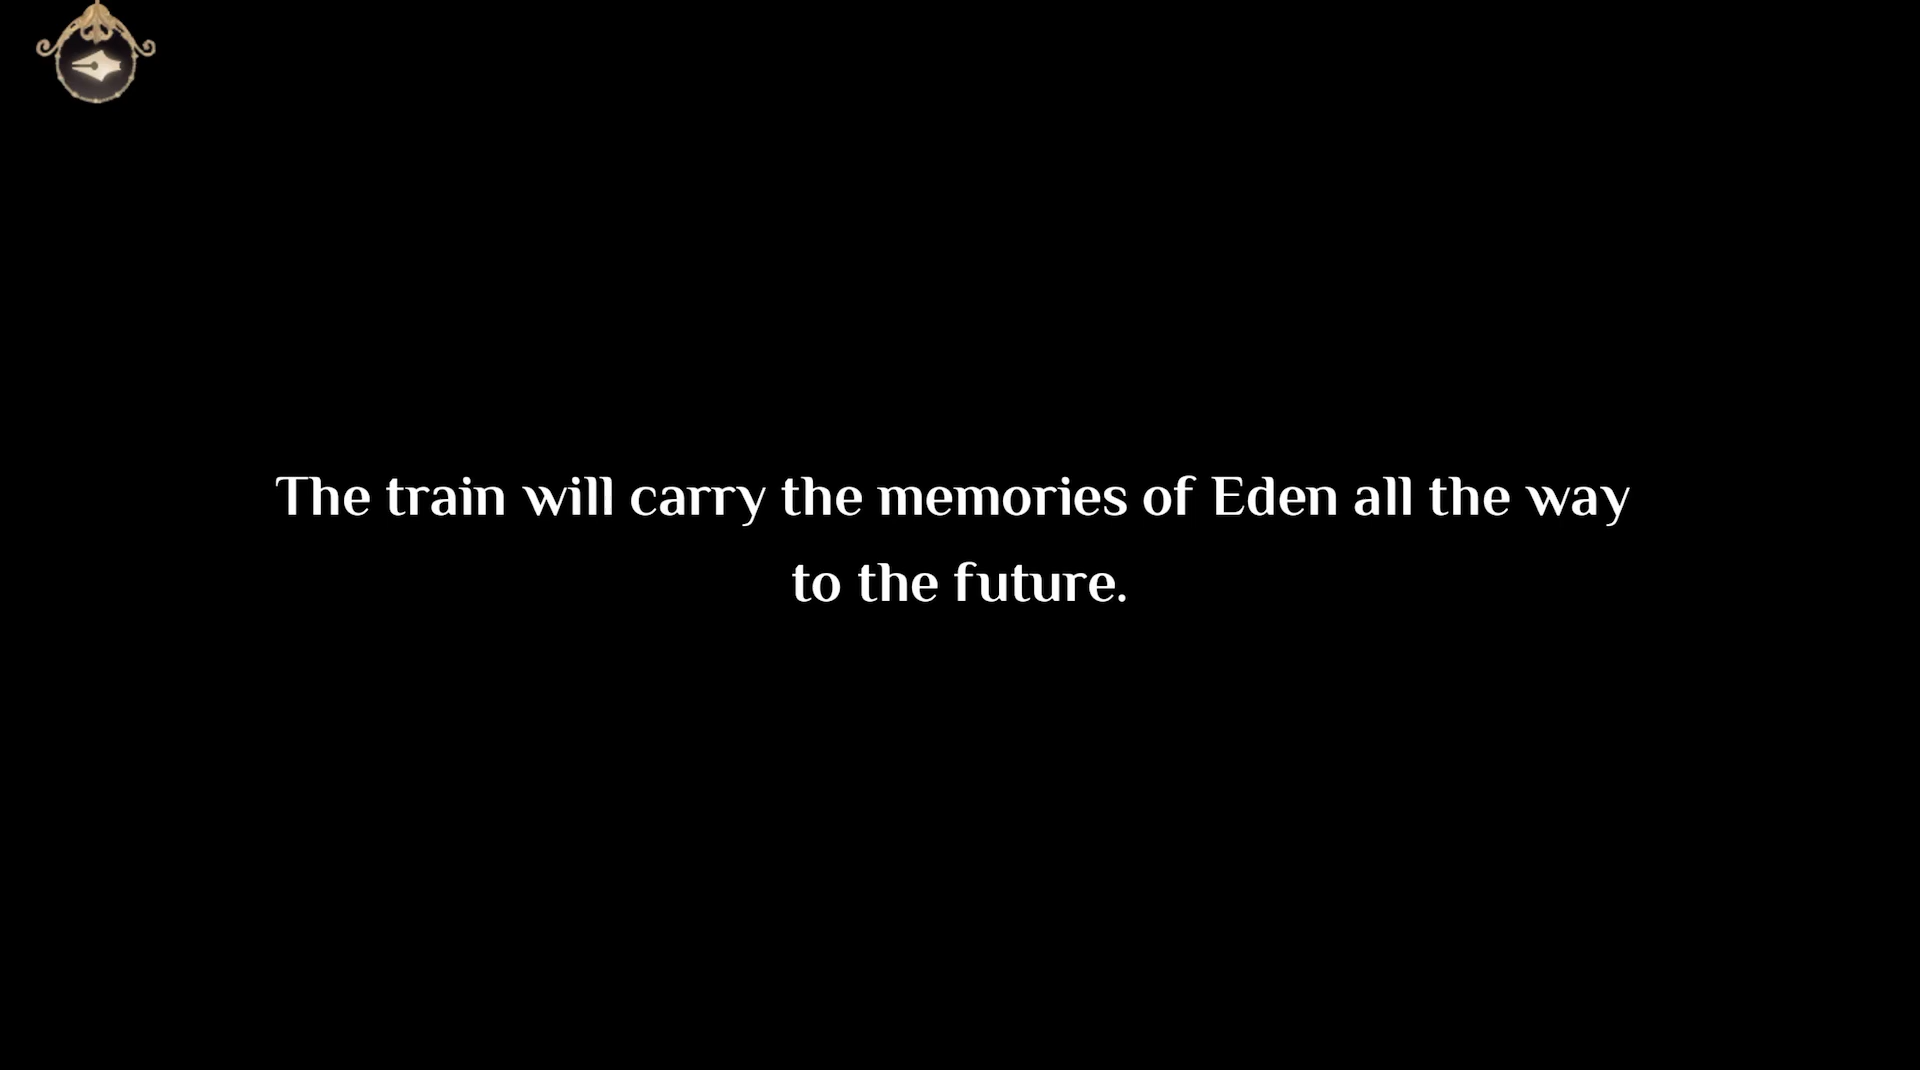 The train will carry the memories of Eden all the way
to the future.